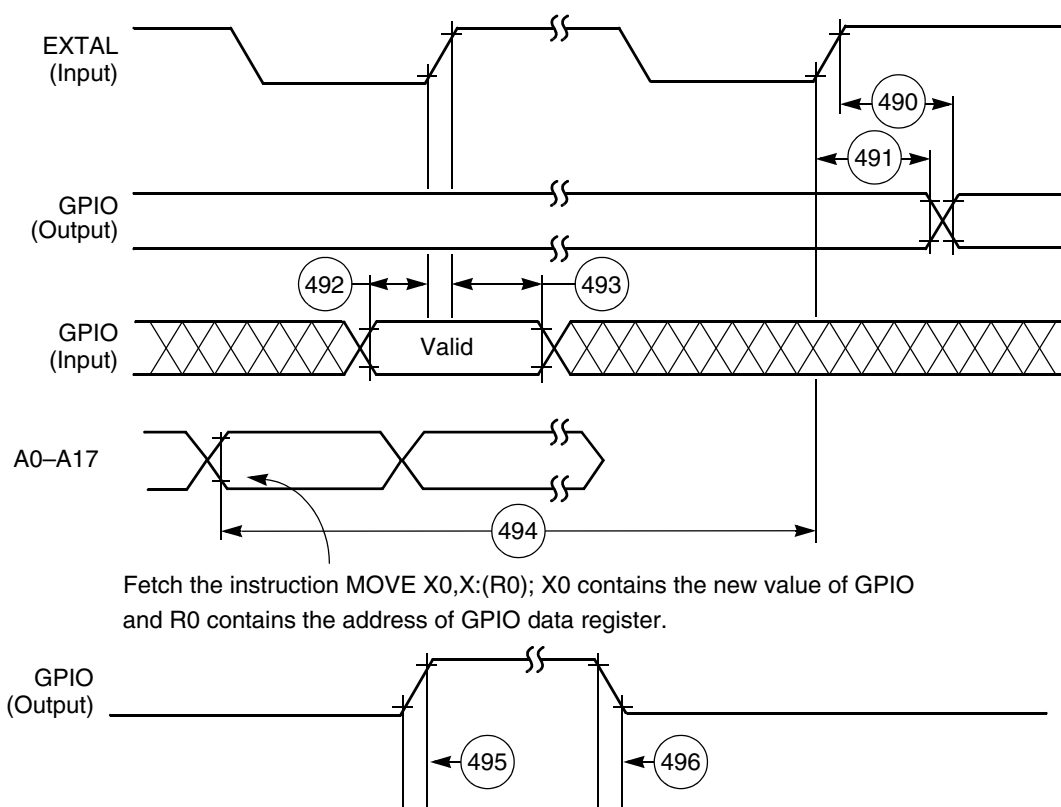 EXTAL
(Input)
490
491
GPIO
(Output)
492
493
GPIO
(Input)
Valid
A0–A17
494
Fetch the instruction MOVE X0,X:(R0); X0 contains the new value of GPIO
and R0 contains the address of GPIO data register.
GPIO
(Output)
495
496